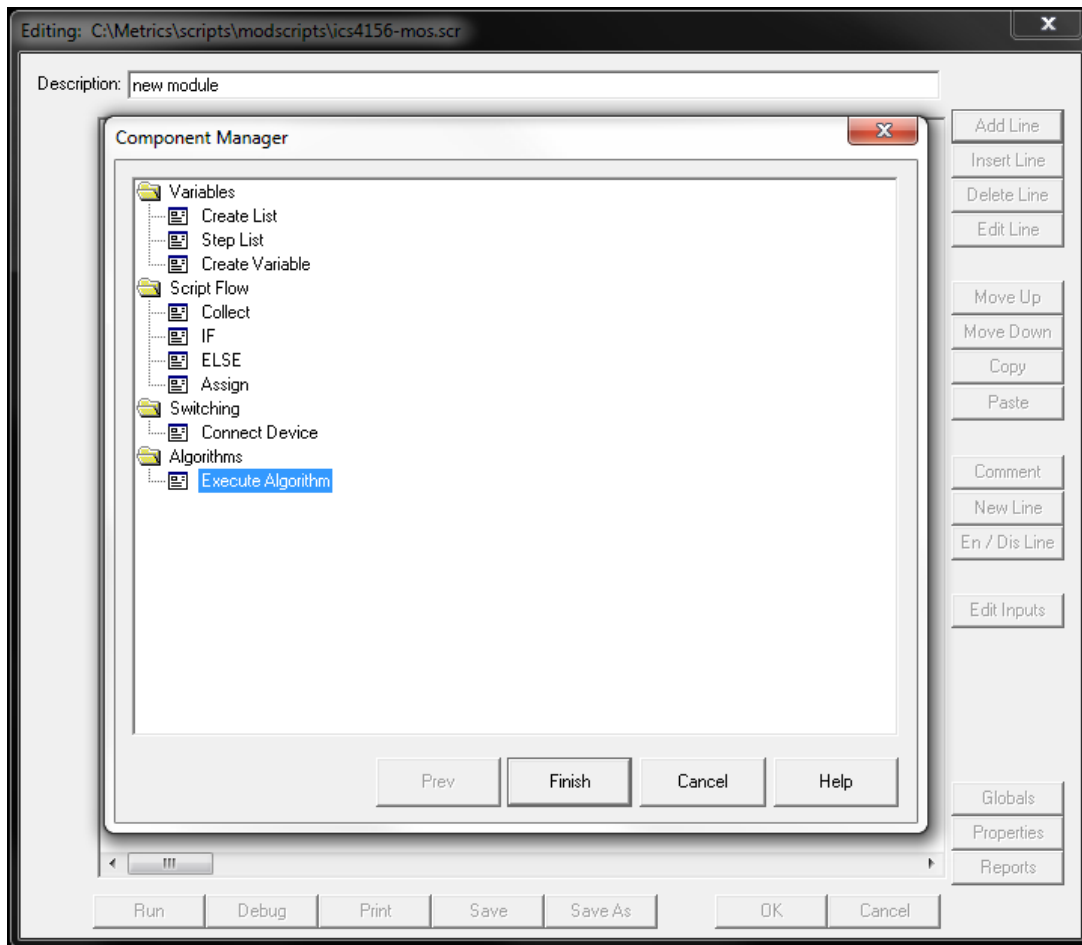 Editing: C:\Metrics\scripts\modscripts\ics4156-mos.scr
Description: new module
Component Manager
Variables
Create List
Step List
Create Variable
Script Flow
Collect
IF
ELSE
Assign
Switching
Connect Device
Algorithms
Execute Algorithm
Prev Finish Cancel Help
Add Line
Insert Line
Delete Line
Edit Line
Move Up
Move Down
Copy
Paste
Comment
New Line
En / Dis Line
Edit Inputs
Globals
Properties
Reports
Run Debug Print Save Save As OK Cancel